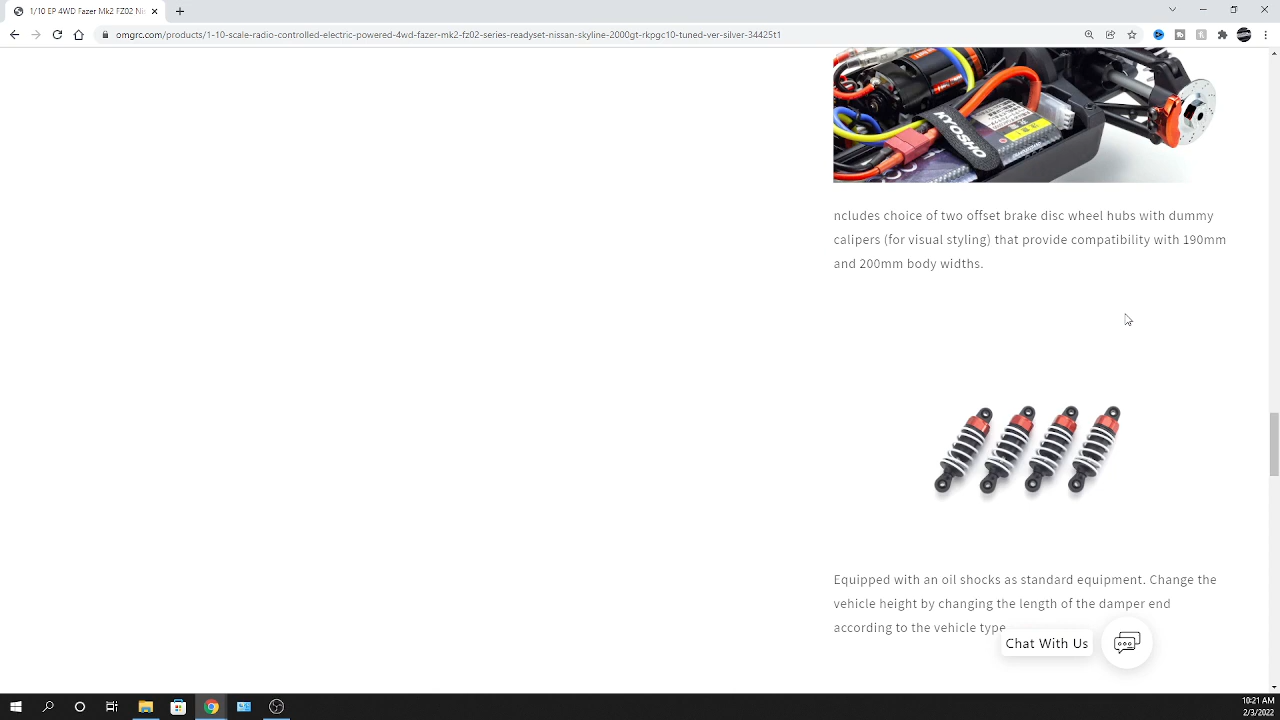 1/10 EP 4WD Fazer Mk2 FZ02 Ni
omgrc.com/products/1-10-scale-radio-controlled-electric-powered-4wd-fazer-mk2-fz02-series-readyset-nissan-skyline-2000gt-rkpgc10-tuned-ver-silver-34425t1
KYOSHO
ncludes choice of two offset brake disc wheel hubs with dummy
calipers (for visual styling) that provide compatibility with 190mm
and 200mm body widths.
Equipped with an oil shocks as standard equipment. Change the
vehicle height by changing the length of the damper end
according to the vehicle type.
Chat With Us
10:21 AM
2/3/2022